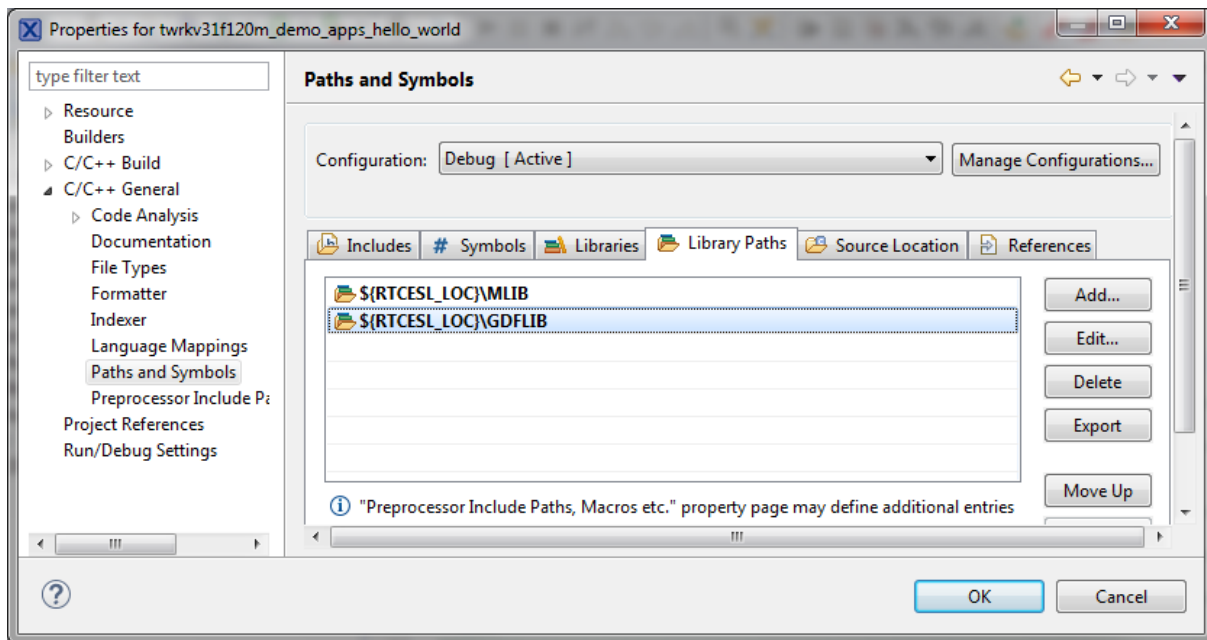 Properties for twrkv31f120m_demo_apps_hello_world
type filter text
Resource
Builders
C/C++ Build
C/C++ General
Code Analysis
Documentation
File Types
Formatter
Indexer
Language Mappings
Paths and Symbols
Preprocessor Include Pa
Project References
Run/Debug Settings
Paths and Symbols
Configuration: Debug [ Active ] Manage Configurations...
Includes # Symbols Libraries Library Paths Source Location References
${RTCESL_LOC}\MLIB
${RTCESL_LOC}\GDFLIB
Add...
Edit...
Delete
Export
Move Up
"Preprocessor Include Paths, Macros etc." property page may define additional entries
OK Cancel